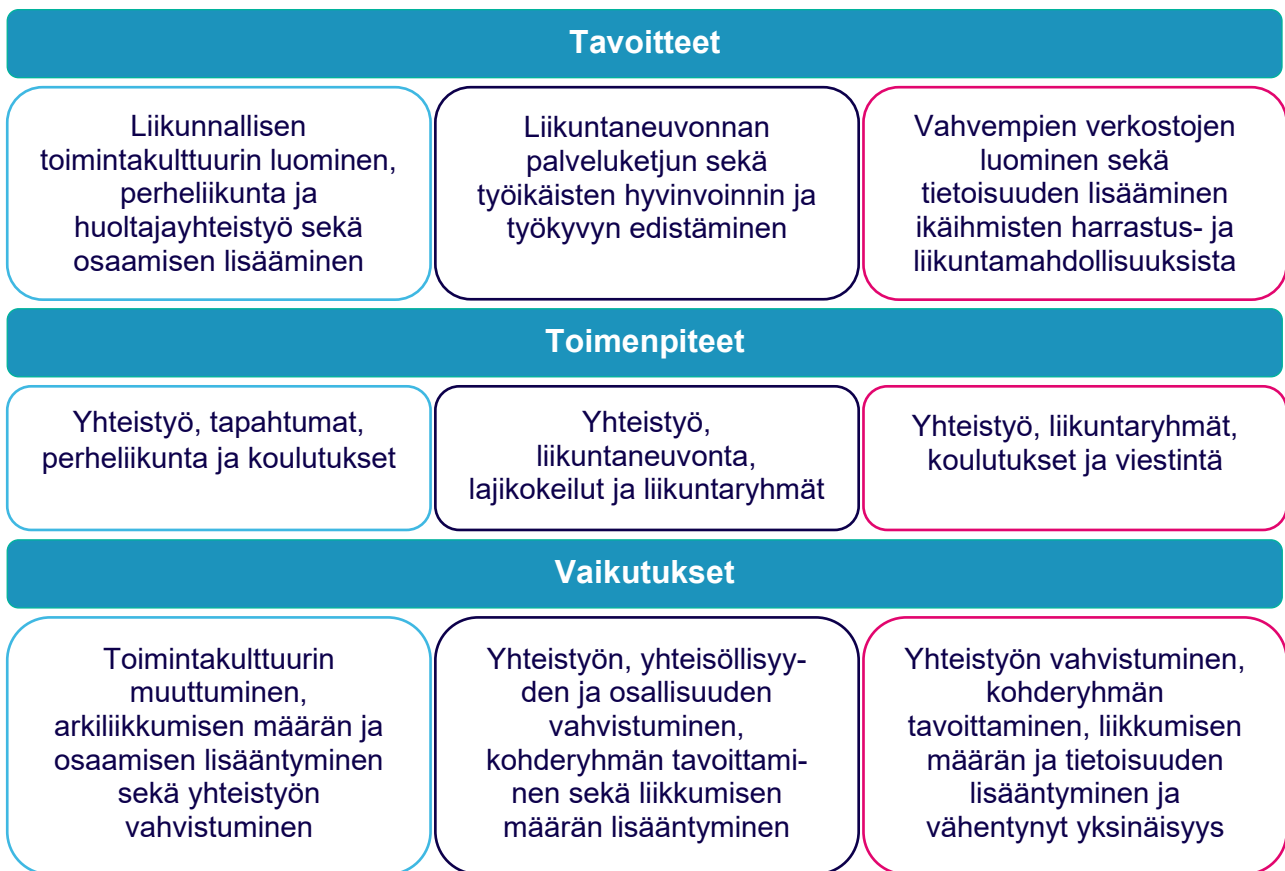 Tavoitteet
Liikunnallisen
toimintakulttuurin luominen,
perheliikunta ja
huoltajayhteistyö sekä
osaamisen lisääminen
Liikuntaneuvonnan
palveluketjun sekä
työikäisten hyvinvoinnin ja
työkyvyn edistäminen
Vahvempien verkostojen
luominen sekä
tietoisuuden lisääminen
ikäihmisten harrastus- ja
liikuntamahdollisuuksista
Toimenpiteet
Yhteistyö, tapahtumat,
perheliikunta ja koulutukset
Yhteistyö,
liikuntaneuvonta,
lajikokeilut ja liikuntaryhmät
Yhteistyö, liikuntaryhmät,
koulutukset ja viestintä
Vaikutukset
Toimintakulttuurin
muuttuminen,
arkiliikkumisen määrän ja
osaamisen lisääntyminen
sekä yhteistyön
vahvistuminen
Yhteistyön, yhteisöllisyy-
den ja osallisuuden
vahvistuminen,
kohderyhmän tavoittami-
nen sekä liikkumisen
määrän lisääntyminen
Yhteistyön vahvistuminen,
kohderyhmän
tavoittaminen, liikkumisen
määrän ja tietoisuuden
lisääntyminen ja
vähentynyt yksinäisyys